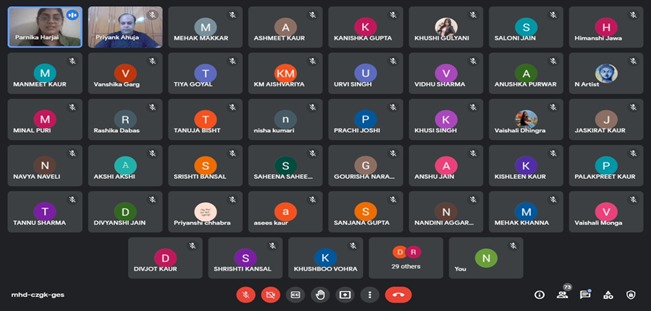 Parnika Harjai Priyank Ahuja MEHAK MAKKAR ASHMEET KAUR KANISHKA GUPTA KHUSHI GULYANI SALONI JAIN Himanshi Jawa
M A K S H
MANMEET KAUR Vanshika Garg TIYA GOYAL KM AISHVARIYA URVI SINGH VIDHU SHARMA ANUSHKA PURWAR N Artist
M V T KM U V A
MINAL PURI Rashika Dabas TANUJA BISHT nisha kumari PRACHI JOSHI KHUSI SINGH Vaishali Dhingra JASKIRAT KAUR
M R T n P K J
NAVYA NAVELI AKSHI AKSHI SRISHTI BANSAL SAHEENA SAHEE... GOURISHA NARA... ANSHU JAIN KISHLEEN KAUR PALAKPREET KAUR
N A S S G A K P
TANNU SHARMA DIVYANSHI JAIN Priyanshi chhabra asees kaur SANJANA GUPTA NANDINI AGGAR... MEHAK KHANNA Vaishali Monga
T D a S N M V
DIVJOT KAUR SHRISHTI KANSAL KHUSHBOO VOHRA 29 others You
D S K D R N
mhd-czgk-ges
73